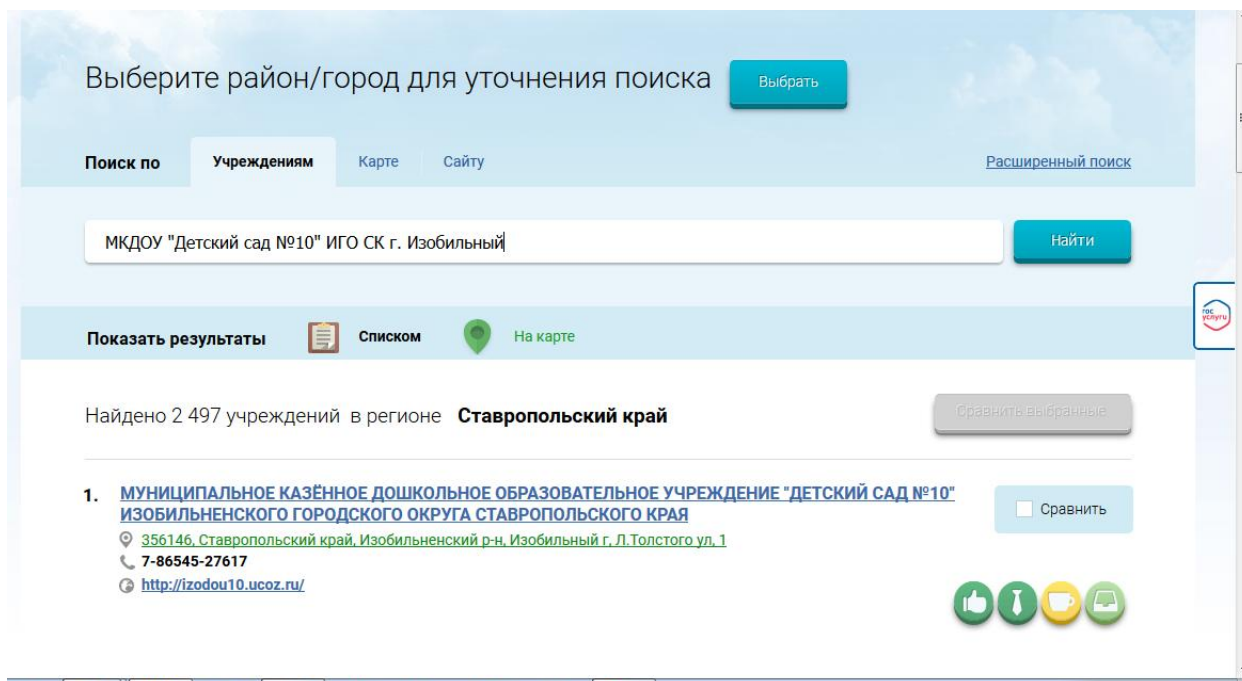 Выберите район/город для уточнения поиска Выбрать
Поиск по Учреждениям Карте Сайту Расширенный поиск
МКДОУ "Детский сад №10" ИГО СК г. Изобильный Найти
гос
услуги
Показать результаты Списком На карте
Найдено 2 497 учреждений в регионе Ставропольский край Сравнить выбранные
1. МУНИЦИПАЛЬНОЕ КАЗЁННОЕ ДОШКОЛЬНОЕ ОБРАЗОВАТЕЛЬНОЕ УЧРЕЖДЕНИЕ "ДЕТСКИЙ САД №10"
ИЗОБИЛЬНЕНСКОГО ГОРОДСКОГО ОКРУГА СТАВРОПОЛЬСКОГО КРАЯ
Сравнить
356146, Ставропольский край, Изобильненский р-н, Изобильный г, Л.Толстого ул, 1
7-86545-27617
http://izodou10.ucoz.ru/